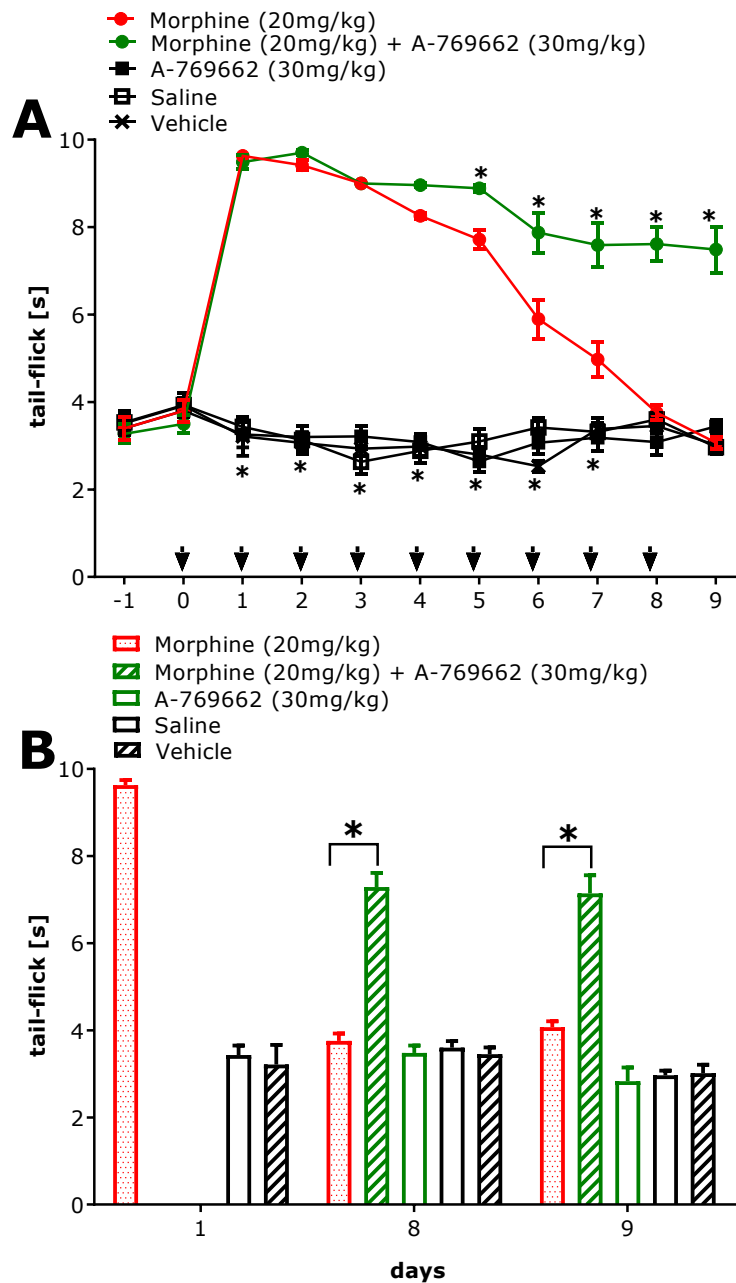 Morphine (20mg/kg)
Morphine (20mg/kg) + A-769662 (30mg/kg)
A-769662 (30mg/kg)
Saline
Vehicle
A
tail-flick [s]
10
8
6
4
2
0
* * * * *
* * * * * * *
-1 0 1 2 3 4 5 6 7 8 9
Morphine (20mg/kg)
Morphine (20mg/kg) + A-769662 (30mg/kg)
A-769662 (30mg/kg)
Saline
Vehicle
B
tail-flick [s]
10
8
6
4
2
0
* *
1 8 9
days